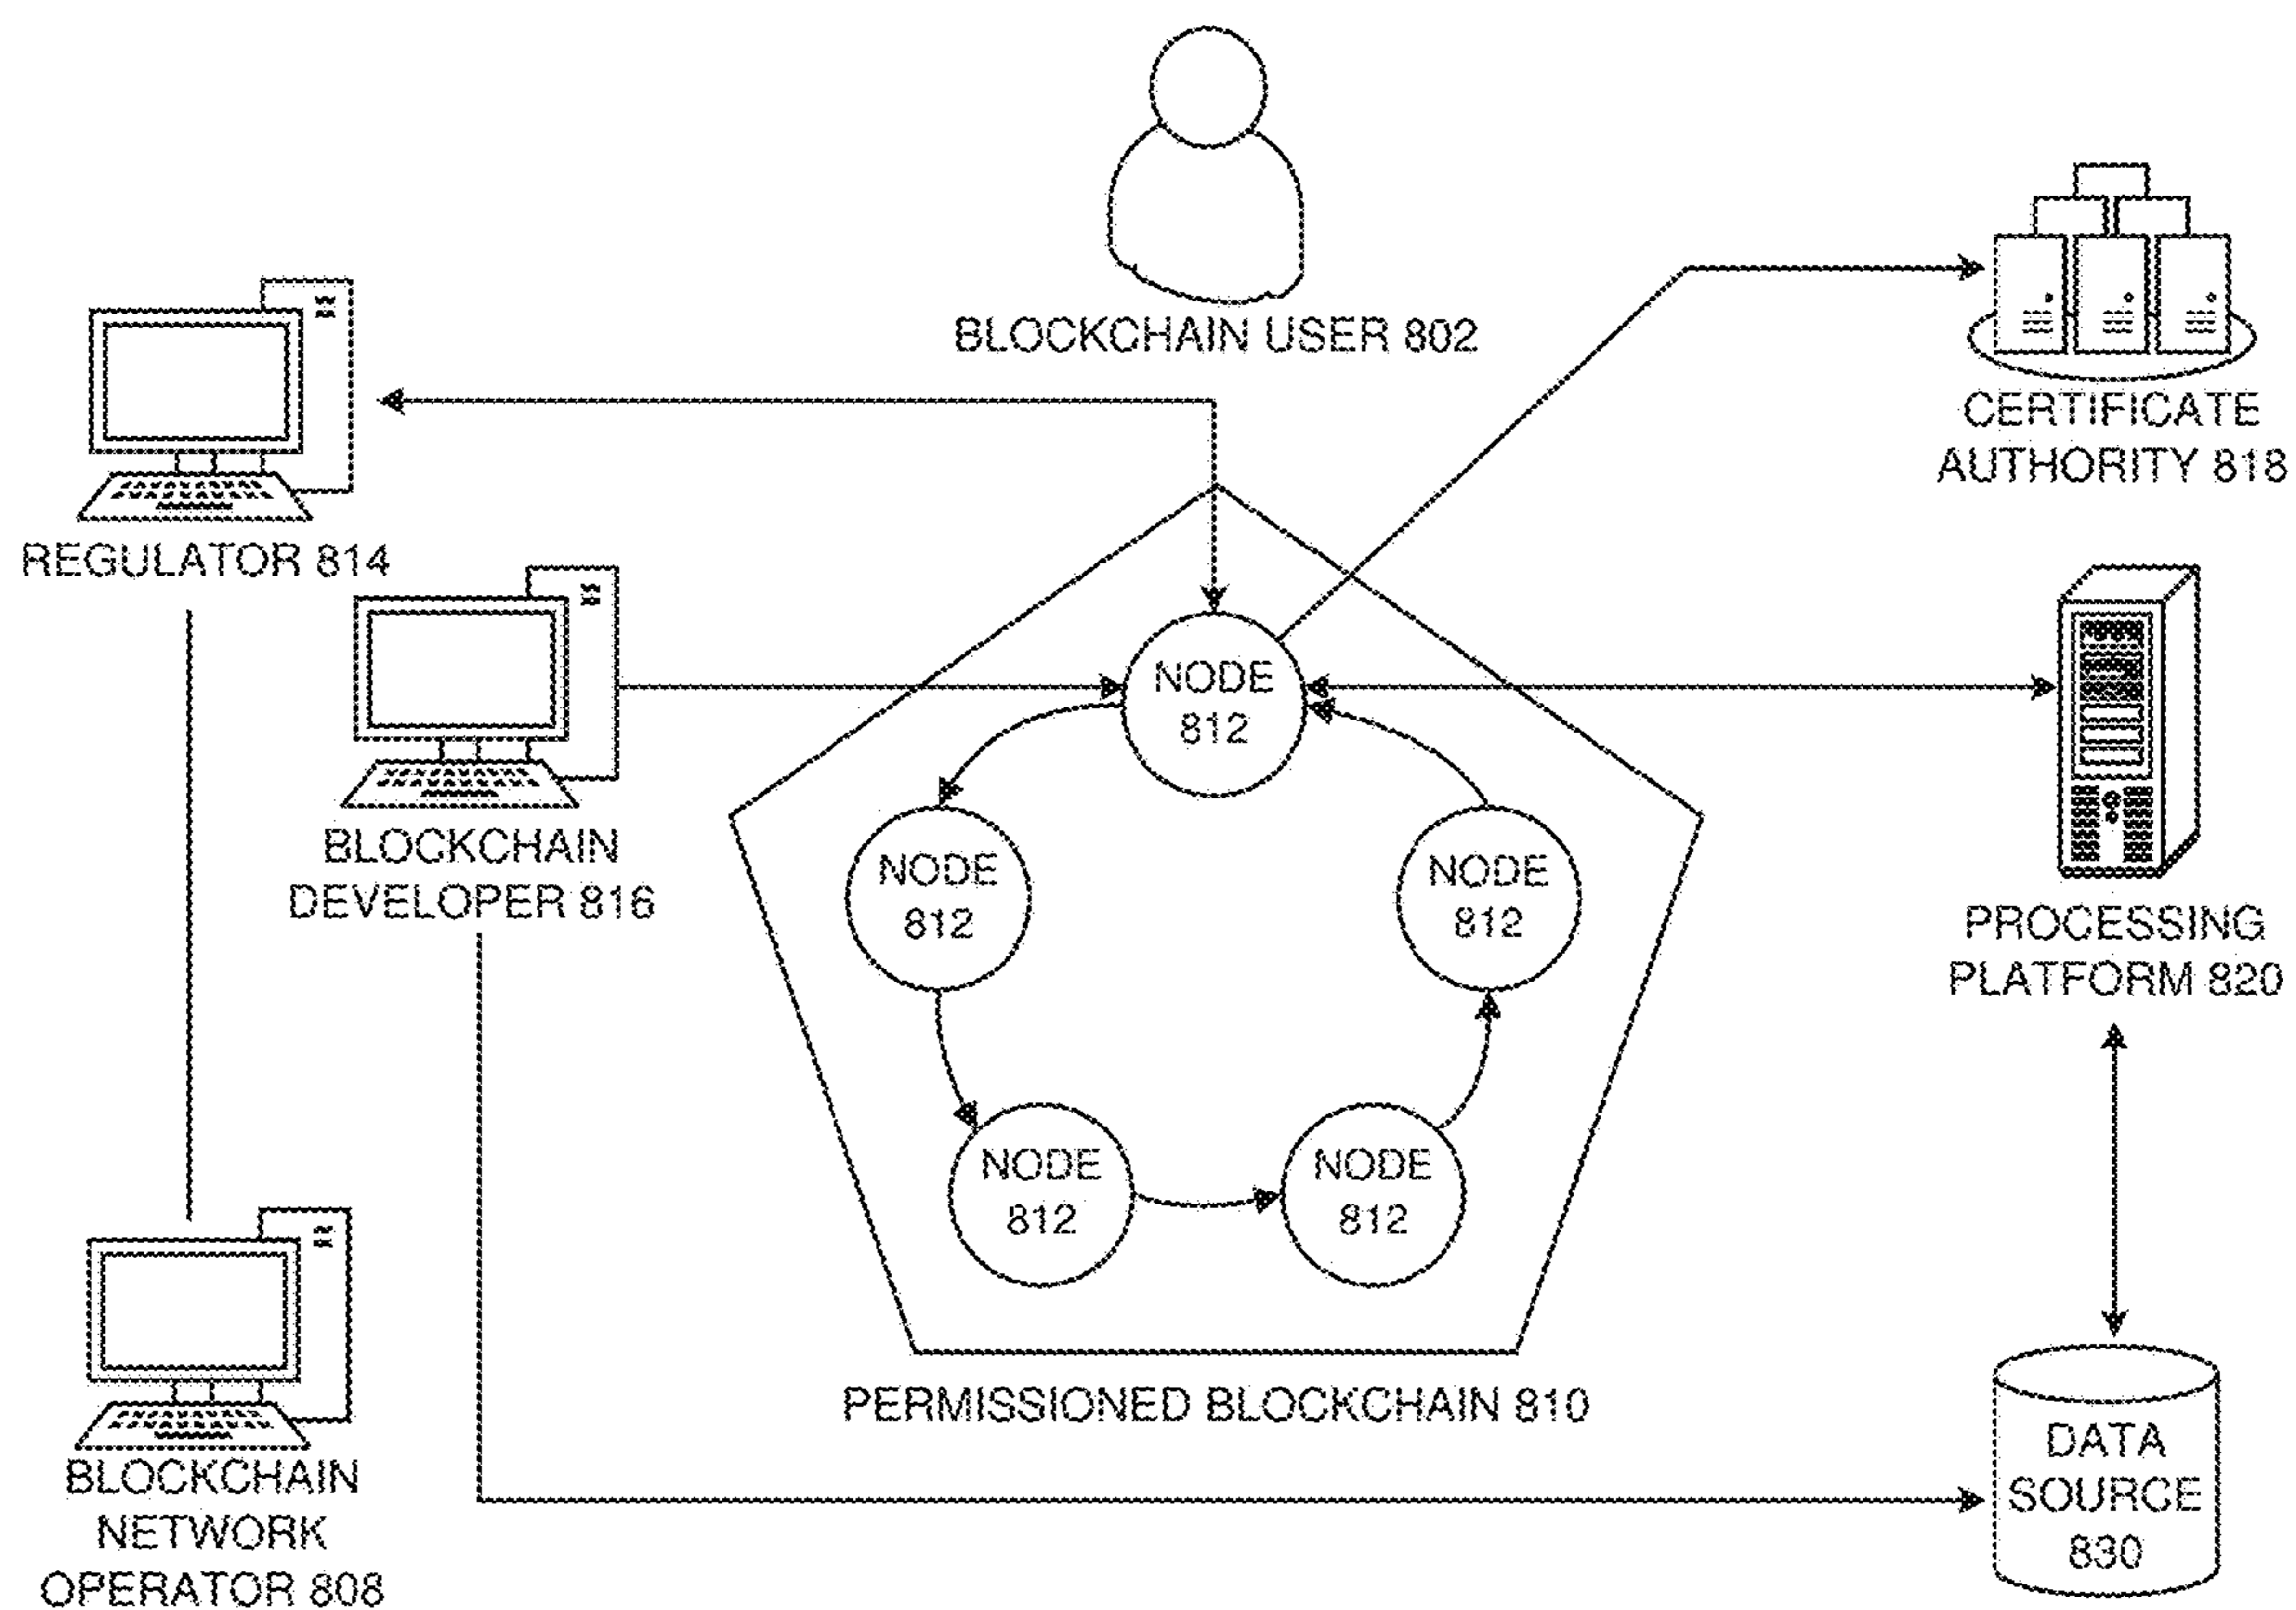 BLOCKCHAIN USER 802
CERTIFICATE
AUTHORITY 818
REGULATOR 814
NODE
812
BLOCKCHAIN
DEVELOPER 816
NODE
812
NODE
812
PROCESSING
PLATFORM 820
NODE
812
NODE
812
PERMISSIONED BLOCKCHAIN 810
BLOCKCHAIN
NETWORK
OPERATOR 808
DATA
SOURCE
830